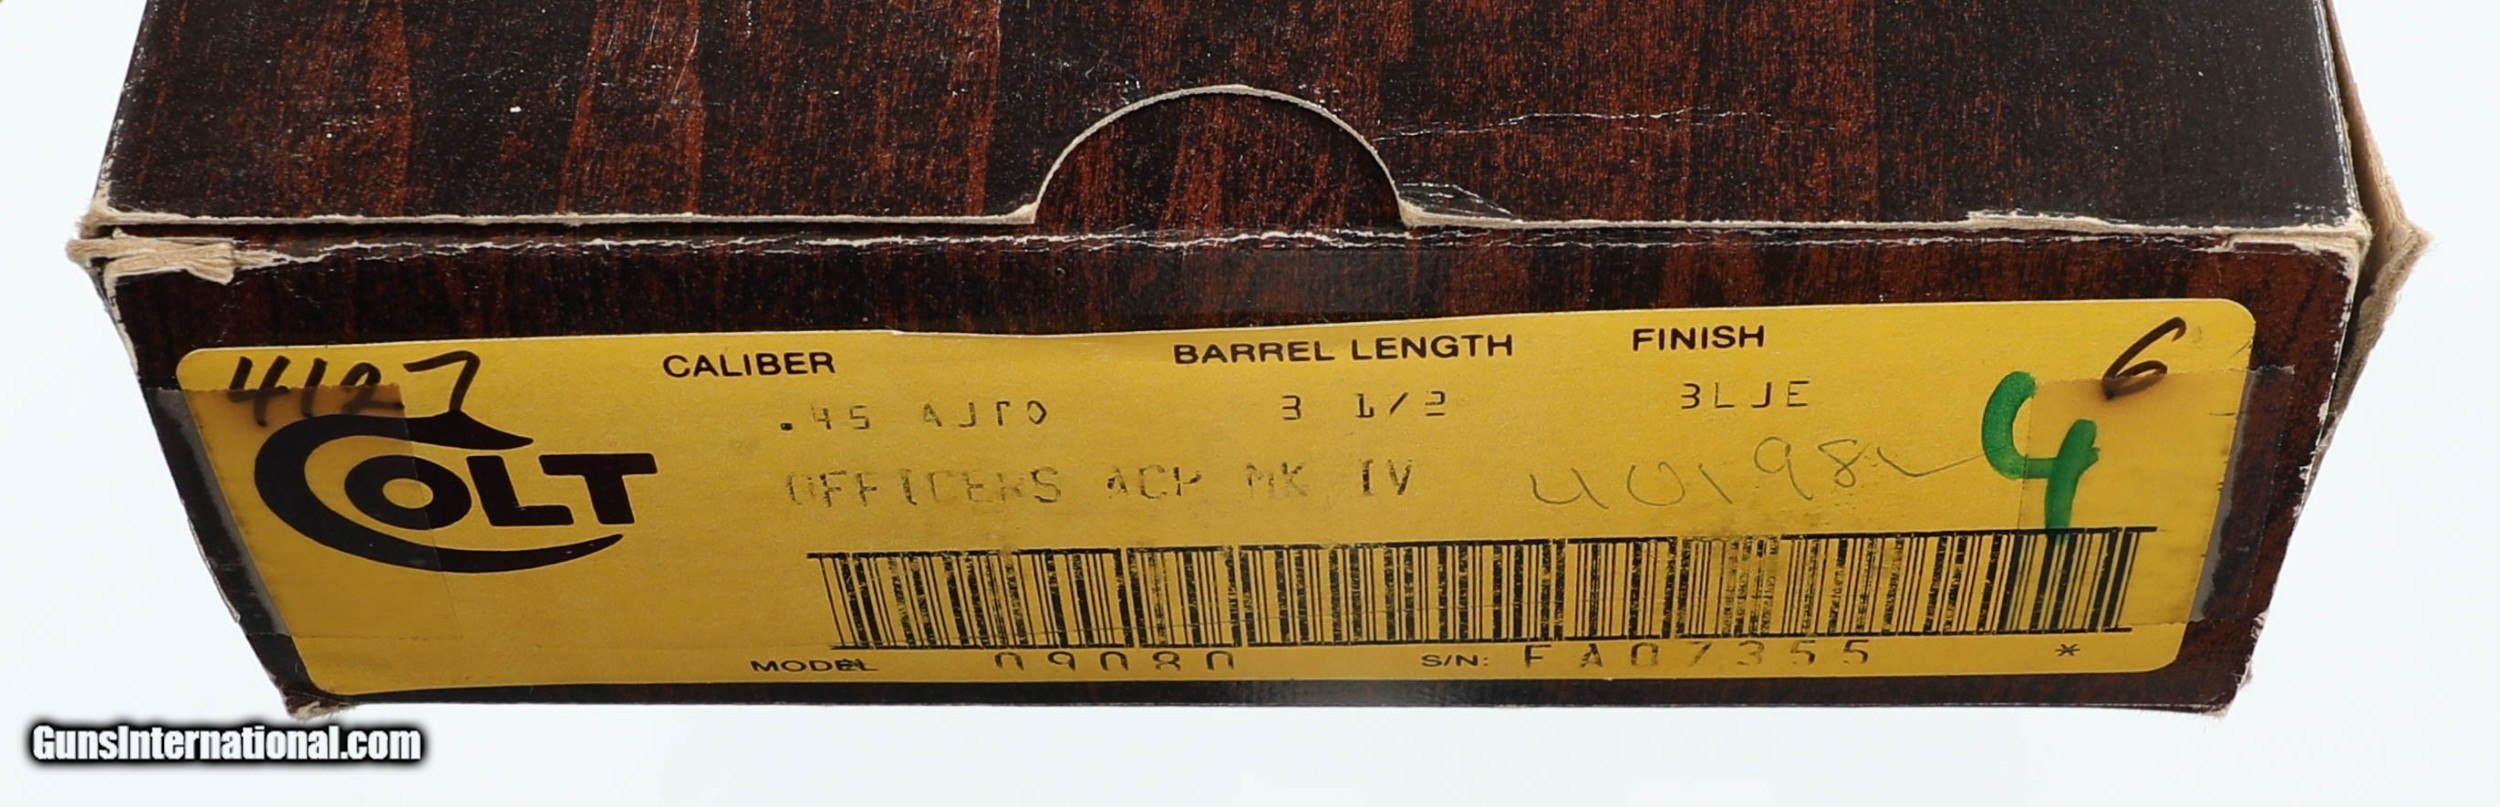 4127 CALIBER BARREL LENGTH FINISH 6
.45 AUTO 3 1/2 BLUE 4
COLT
OFFICERS ACP MK IV
MODEL 09080 S/N: FA07355 *
GunsInternational.com